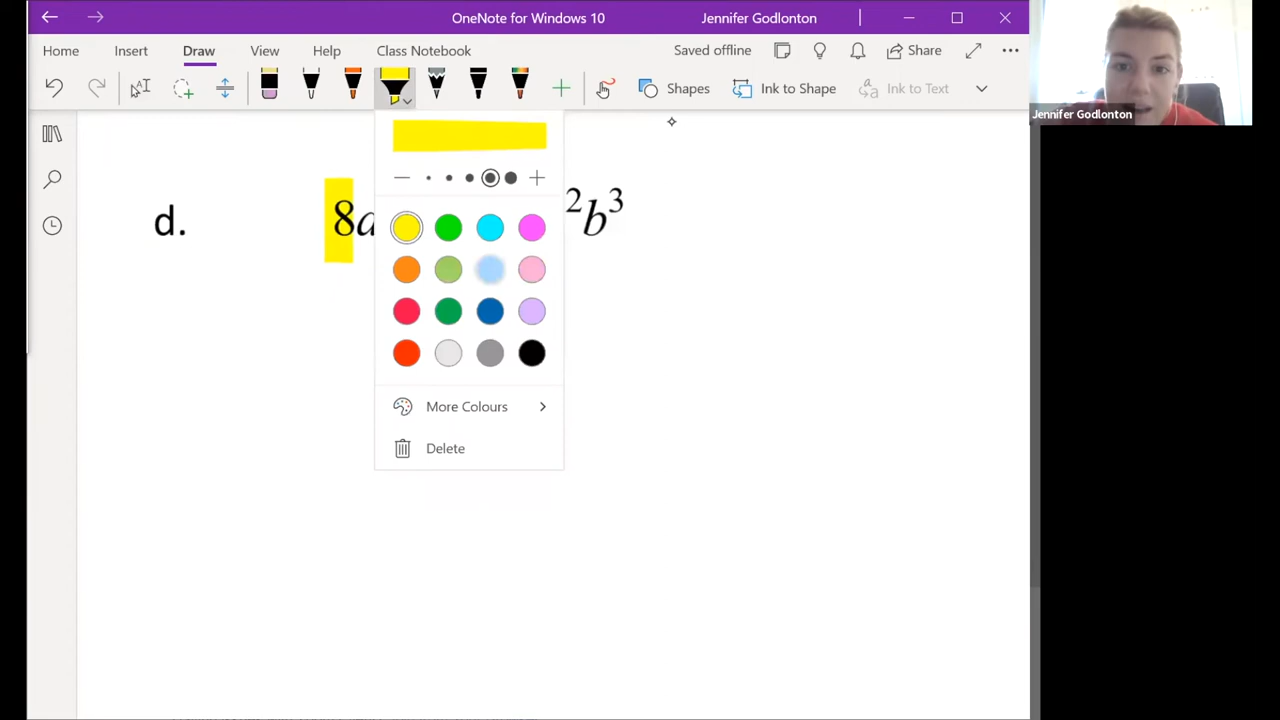 OneNote for Windows 10
Jennifer Godlonton
Home Insert Draw View Help Class Notebook
Saved offline
Share
Shapes
Ink to Shape
Ink to Text
Jennifer Godlonton
d. 8a ²b³
More Colours
Delete